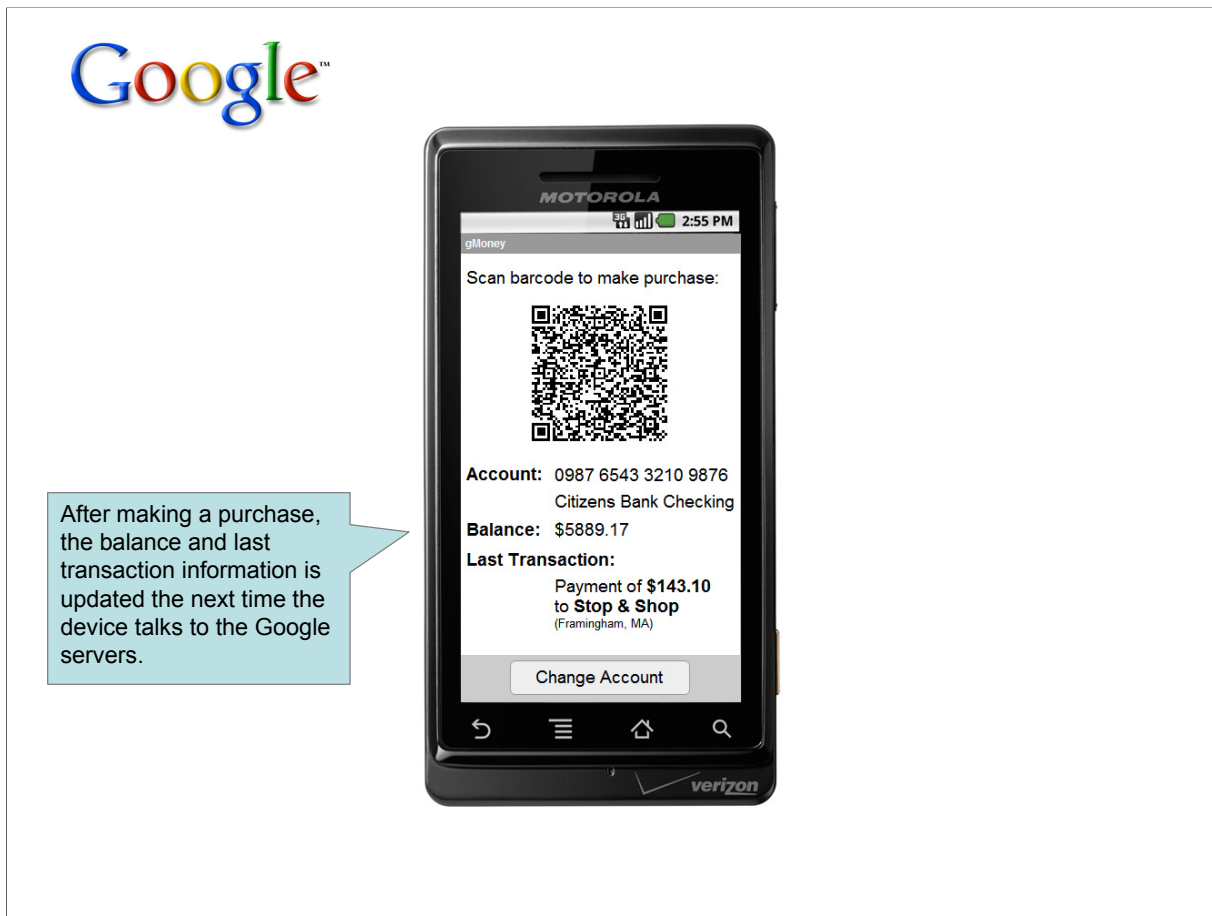 Google™
MOTOROLA
3G 2:55 PM
gMoney
Scan barcode to make purchase:
Account: 0987 6543 3210 9876
Citizens Bank Checking
Balance: $5889.17
Last Transaction:
Payment of $143.10
to Stop & Shop
(Framingham, MA)
Change Account
verizon
After making a purchase,
the balance and last
transaction information is
updated the next time the
device talks to the Google
servers.